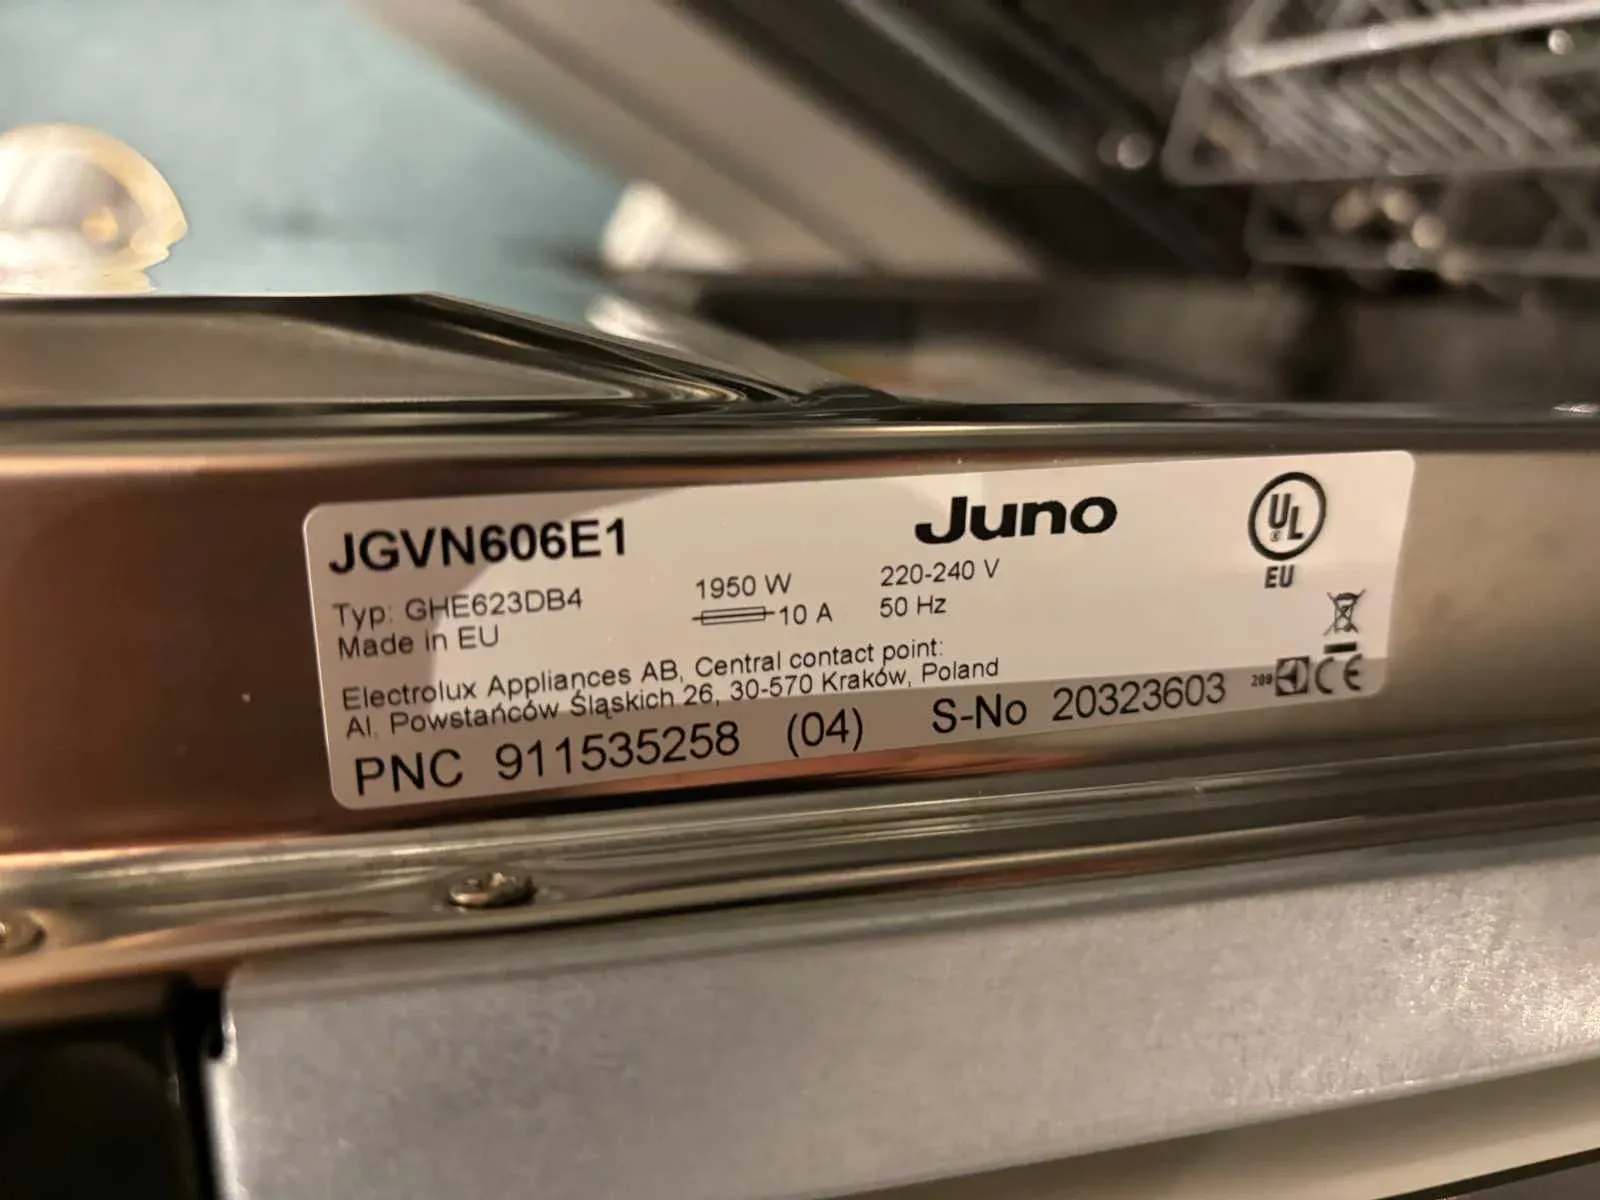 JGVN606E1
Juno
UL
EU
Typ: GHE623DB4
1950 W
220-240 V
Made in EU
10 A
50 Hz
Electrolux Appliances AB, Central contact point:
Al, Powstańców Śląskich 26, 30-570 Kraków, Poland
PNC 911535258 (04) S-No 20323603
CE